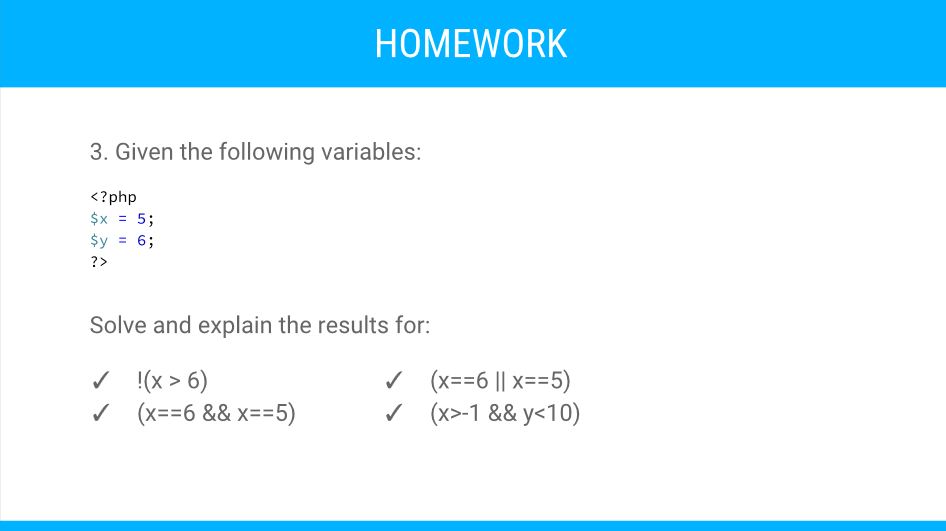 HOMEWORK
3. Given the following variables:
<?php
$x = 5;
$y = 6;
?>
Solve and explain the results for:
✓ !(x > 6)
✓ (x==6 && x==5)
✓ (x==6 || x==5)
✓ (x>-1 && y<10)